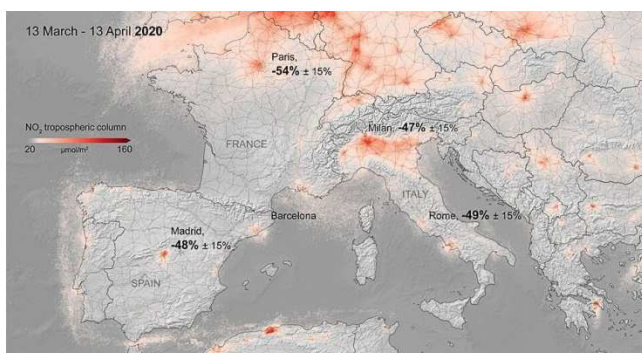 13 March - 13 April 2020
Paris,
-54% ± 15%
NO₂ tropospheric column
20 µmol/m² 160
FRANCE
Milan, -47% ± 15%
ITALY
Barcelona
Rome, -49% ± 15%
Madrid,
-48% ± 15%
SPAIN